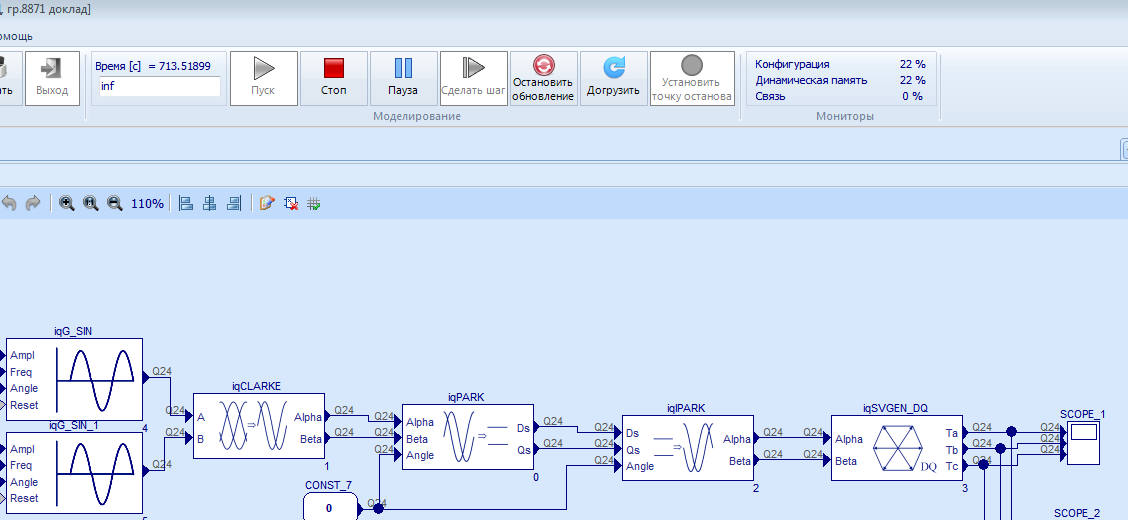 гр.8871 доклад]
Время [с] = 713.51899
inf
Выход
Пуск
Стоп
Пауза
Сделать шаг
Остановить
обновление
Догрузить
Установить
точку останова
Моделирование
Конфигурация 22 %
Динамическая память 22 %
Связь 0 %
Мониторы
110%
iqG_SIN
Ampl
Freq
Angle
Reset
Q24
4
iqG_SIN_1
Ampl
Freq
Angle
Reset
Q24
iqCLARKE
Q24
Q24
A
B
Alpha
Beta
Q24
Q24
1
iqPARK
Q24
Q24
Q24
Alpha
Beta
Angle
Ds
Qs
Q24
Q24
0
CONST_7
0
Q24
iqIPARK
Q24
Q24
Q24
Ds
Qs
Angle
Alpha
Beta
Q24
Q24
2
iqSVGEN_DQ
Q24
Q24
Alpha
Beta
DQ
Ta
Tb
Tc
Q24
Q24
Q24
3
SCOPE_1
Q24
Q24
Q24
SCOPE_2